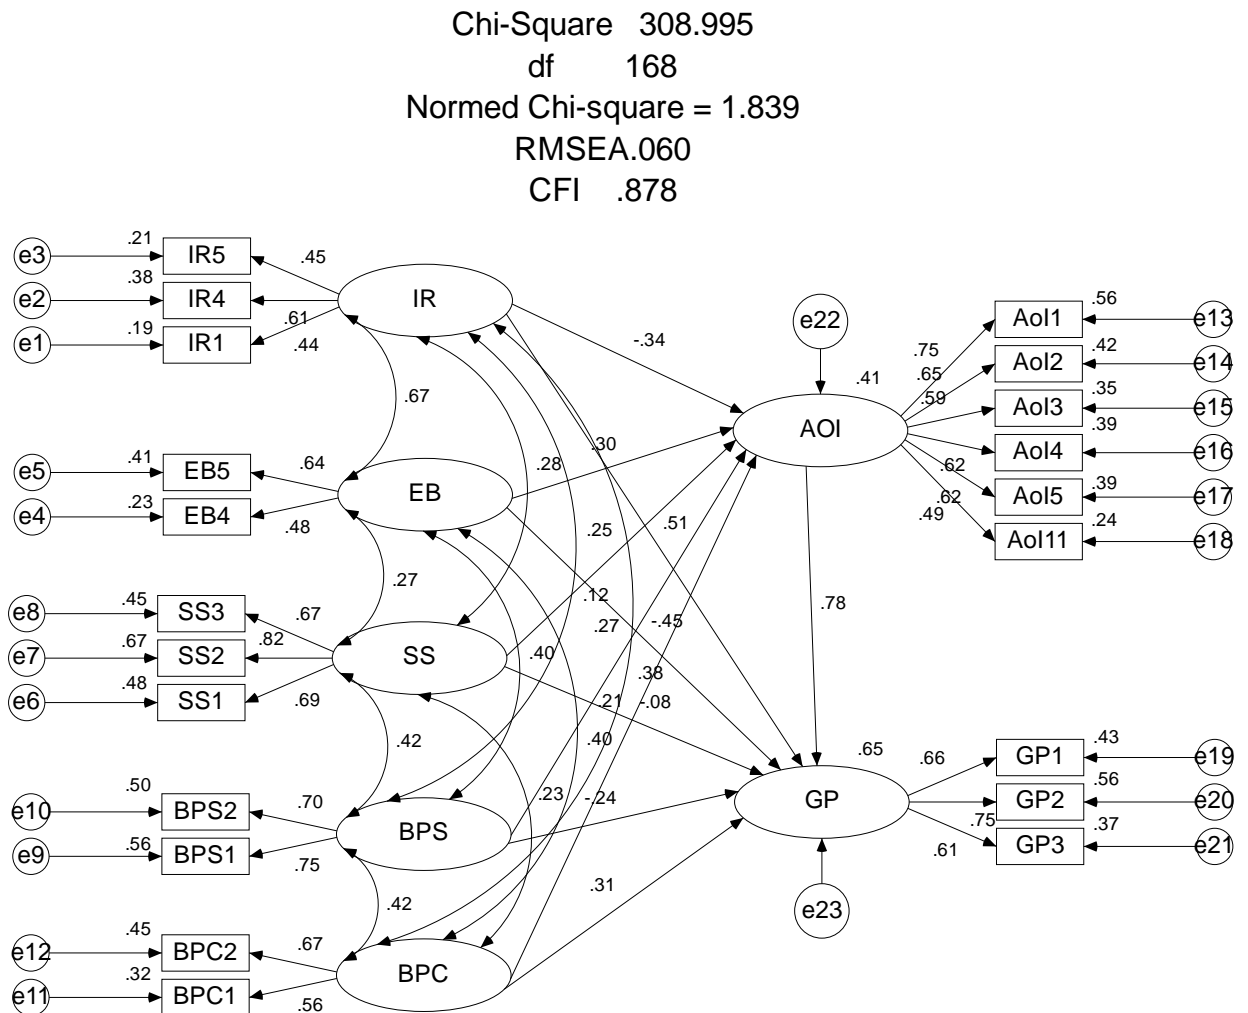 Chi-Square 308.995
df 168
Normed Chi-square = 1.839
RMSEA.060
CFI .878
e3 .21 IR5 .45
e2 .38 IR4 .61
e1 .19 IR1 .44
IR
e22
-.34
.67
.41
AOI
.75 AoI1 .56 e13
.65 AoI2 .42 e14
.59 AoI3 .35 e15
AoI4 .39 e16
.62 AoI5 .39 e17
.62
.49 AoI11 .24 e18
e5 .41 EB5 .64
e4 .23 EB4 .48
EB
.30
.28
.51
.25
.27
.12
.27
-.45
.78
e8 .45 SS3 .67
e7 .67 SS2 .82
e6 .48 SS1 .69
SS
.40
.38
.21
-.08
.42
.40
.65
GP
.66 GP1 .43 e19
GP2 .56 e20
.75 GP3 .37 e21
.61
e10 .50 BPS2 .70
e9 .56 BPS1 .75
BPS
.23
-.24
.31
e23
.42
e12 .45 BPC2 .67
e11 .32 BPC1 .56
BPC